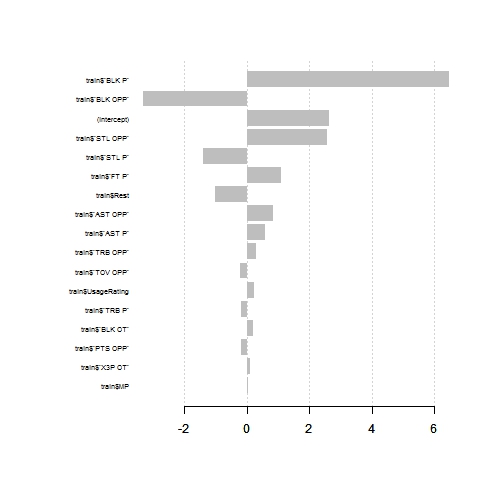 train$`BLK P`
train$`BLK OPP`
(Intercept)
train$`STL OPP`
train$`STL P`
train$`FT P`
train$Rest
train$`AST OPP`
train$`AST P`
train$`TRB OPP`
train$`TOV OPP`
train$UsageRating
train$`TRB P`
train$`BLK OT`
train$`PTS OPP`
train$`X3P OT`
train$MP
-2 0 2 4 6